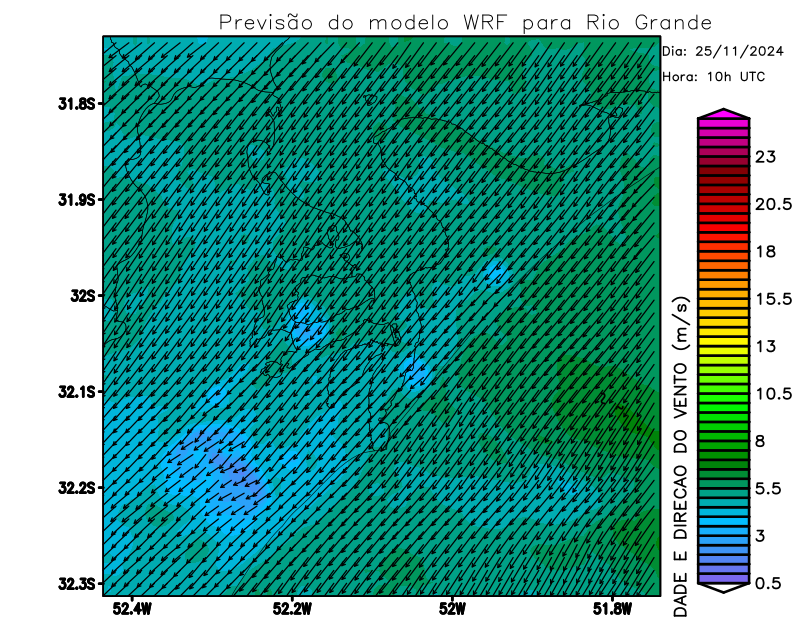 Previsão do modelo WRF para Rio Grande
Dia: 25/11/2024
Hora: 10h UTC
31.8S
31.9S
32S
32.1S
32.2S
32.3S
52.4W
52.2W
52W
51.8W
23
20.5
18
15.5
13
10.5
8
5.5
3
0.5
DADE E DIRECAO DO VENTO (m/s)